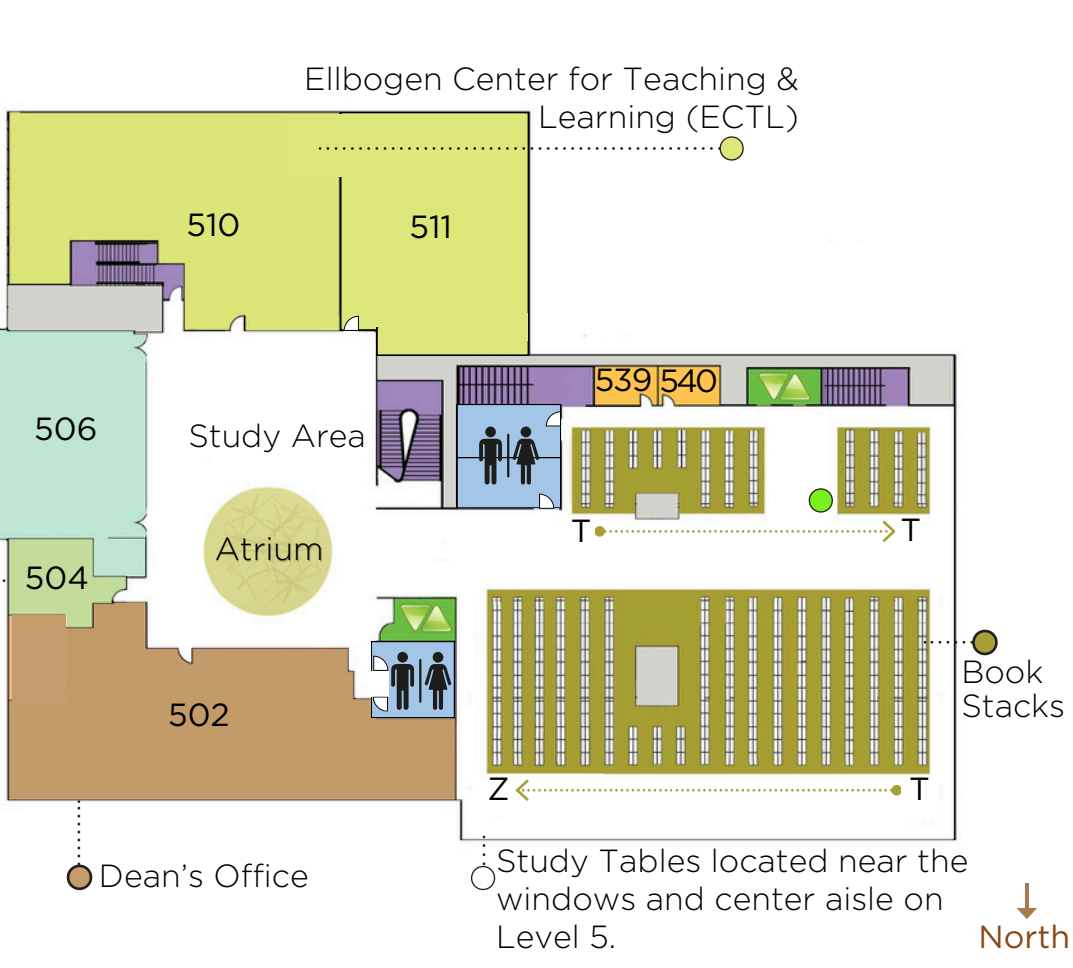 Ellbogen Center for Teaching &
Learning (ECTL)
510
511
539
540
506
Study Area
T
T
Atrium
504
Book
Stacks
502
Z
T
Dean's Office
Study Tables located near the
windows and center aisle on
Level 5.
North